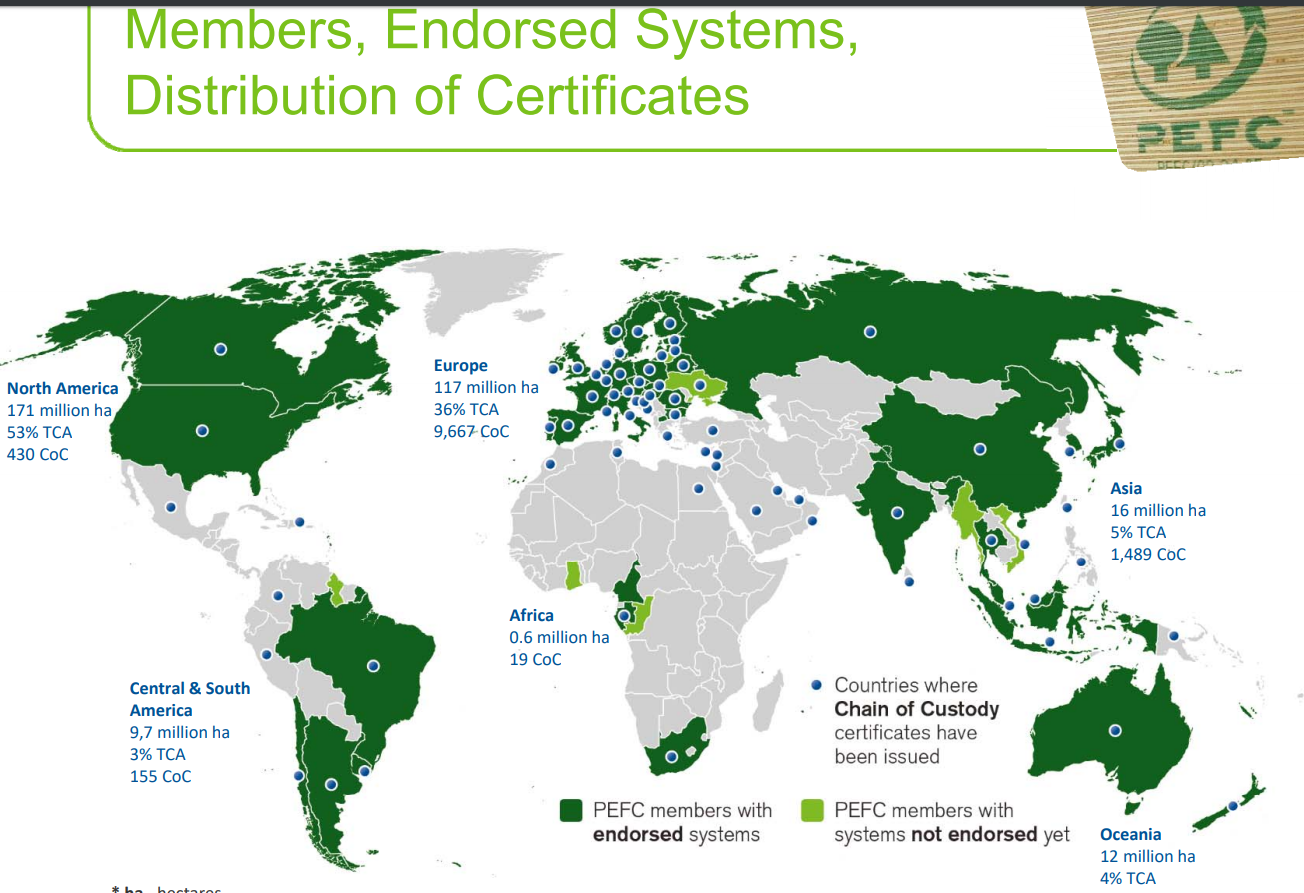 Members, Endorsed Systems,
Distribution of Certificates
PEFC
North America
171 million ha
53% TCA
430 CoC
Europe
117 million ha
36% TCA
9,667 CoC
Asia
16 million ha
5% TCA
1,489 CoC
Africa
0.6 million ha
19 CoC
Central & South
America
9,7 million ha
3% TCA
155 CoC
Countries where
Chain of Custody
certificates have
been issued
PEFC members with
endorsed systems
PEFC members with
systems not endorsed yet
Oceania
12 million ha
4% TCA
* ha - hectares